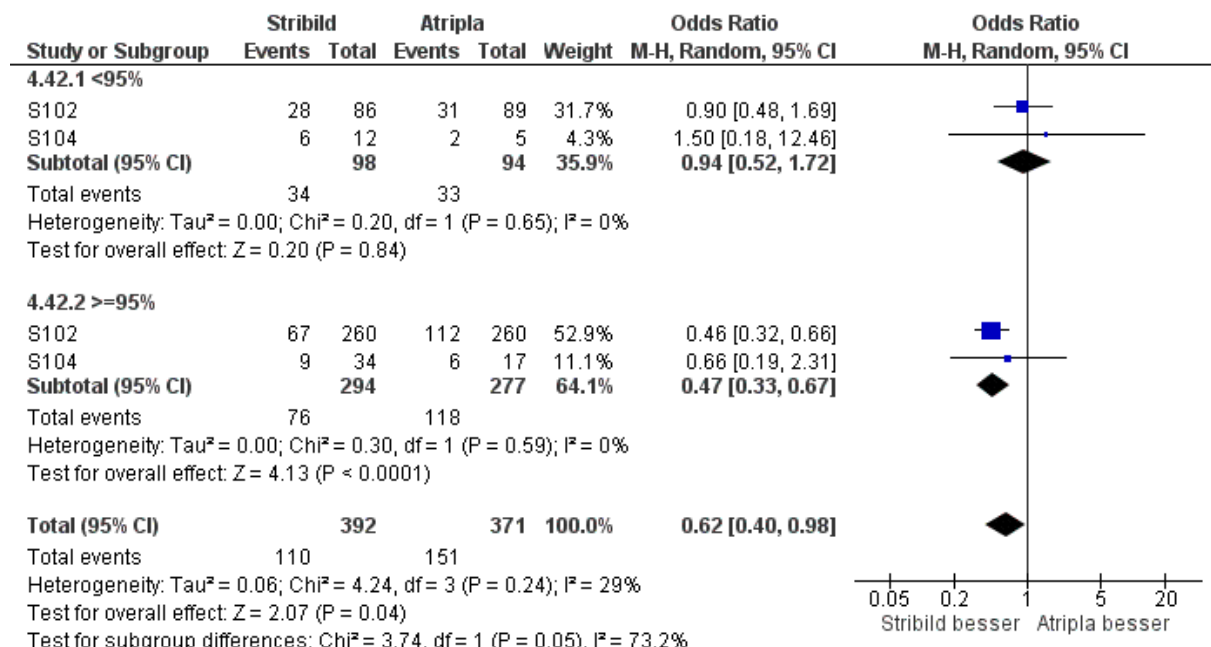 Stribild Atripla Odds Ratio Odds Ratio
Study or Subgroup Events Total Events Total Weight M-H, Random, 95% CI M-H, Random, 95% CI
4.42.1 <95%
S102 28 86 31 89 31.7% 0.90 [0.48, 1.69]
S104 6 12 2 5 4.3% 1.50 [0.18, 12.46]
Subtotal (95% CI) 98 94 35.9% 0.94 [0.52, 1.72]
Total events 34 33
Heterogeneity: Tau² = 0.00; Chi² = 0.20, df = 1 (P = 0.65); I² = 0%
Test for overall effect: Z = 0.20 (P = 0.84)
4.42.2 >=95%
S102 67 260 112 260 52.9% 0.46 [0.32, 0.66]
S104 9 34 6 17 11.1% 0.66 [0.19, 2.31]
Subtotal (95% CI) 294 277 64.1% 0.47 [0.33, 0.67]
Total events 76 118
Heterogeneity: Tau² = 0.00; Chi² = 0.30, df = 1 (P = 0.59); I² = 0%
Test for overall effect: Z = 4.13 (P < 0.0001)
Total (95% CI) 392 371 100.0% 0.62 [0.40, 0.98]
Total events 110 151
Heterogeneity: Tau² = 0.06; Chi² = 4.24, df = 3 (P = 0.24); I² = 29%
Test for overall effect: Z = 2.07 (P = 0.04)
Test for subgroup differences: Chi² = 3.74, df = 1 (P = 0.05), I² = 73.2%
0.05 0.2 1 5 20
Stribild besser Atripla besser